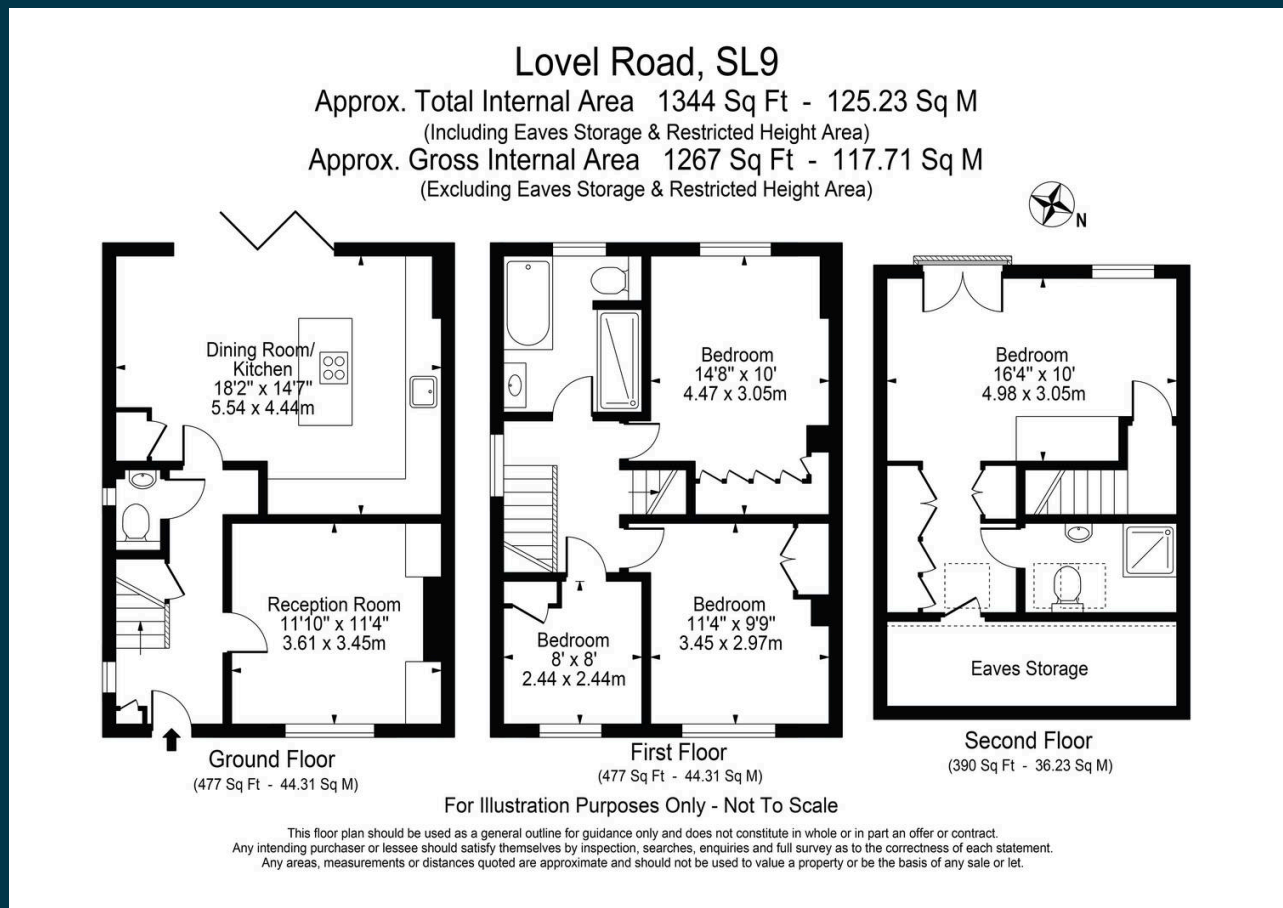 Lovel Road, SL9
Approx. Total Internal Area 1344 Sq Ft - 125.23 Sq M
(Including Eaves Storage & Restricted Height Area)
Approx. Gross Internal Area 1267 Sq Ft - 117.71 Sq M
(Excluding Eaves Storage & Restricted Height Area)
N
Dining Room/
Kitchen
18'2" x 14'7"
5.54 x 4.44m
Reception Room
11'10" x 11'4"
3.61 x 3.45m
Ground Floor
(477 Sq Ft - 44.31 Sq M)
Bedroom
14'8" x 10'
4.47 x 3.05m
Bedroom
8' x 8'
2.44 x 2.44m
Bedroom
11'4" x 9'9"
3.45 x 2.97m
First Floor
(477 Sq Ft - 44.31 Sq M)
Bedroom
16'4" x 10'
4.98 x 3.05m
Eaves Storage
Second Floor
(390 Sq Ft - 36.23 Sq M)
For Illustration Purposes Only - Not To Scale
This floor plan should be used as a general outline for guidance only and does not constitute in whole or in part an offer or contract.
Any intending purchaser or lessee should satisfy themselves by inspection, searches, enquiries and full survey as to the correctness of each statement.
Any areas, measurements or distances quoted are approximate and should not be used to value a property or be the basis of any sale or let.